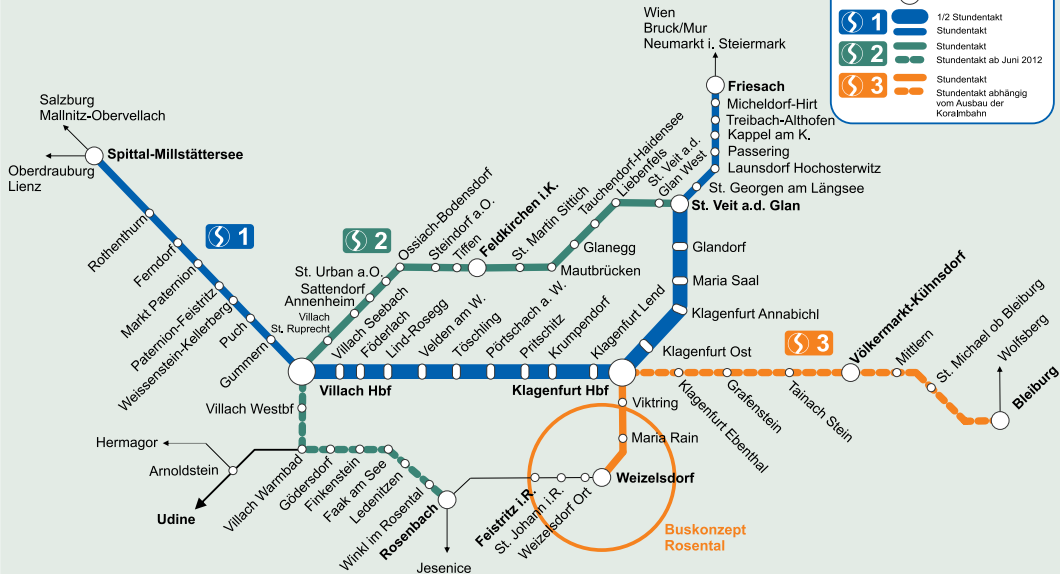 Wien
Bruck/Mur
Neumarkt i. Steiermark
1
1/2 Stundentakt
Stundentakt
2
Stundentakt
Stundentakt ab Juni 2012
3
Stundentakt
Stundentakt abhängig
vom Ausbau der
Koralmbahn
Friesach
Micheldorf-Hirt
Treibach-Althofen
Kappel am K.
Passering
Launsdorf Hochosterwitz
St. Georgen am Längsee
St. Veit a.d. Glan
Salzburg
Mallnitz-Obervellach
Spittal-Millstättersee
Oberdrauburg
Lienz
Rothenthurn
Ferndorf
Markt Paternion
Paternion-Feistritz
Weissenstein-Kellerberg
Puch
Gummern
1
2
Villach
St. Ruprecht
Annenheim
Sattendorf
St. Urban a.O.
Ossiach-Bodensdorf
Steindorf a.O.
Tiffen
Feldkirchen i.K.
St. Martin Sittich
Mautbrücken
Glanegg
Tauchendorf-Haidensee
Liebenfels
St. Veit a.d.
Glan West
Glandorf
Maria Saal
Klagenfurt Annabichl
Klagenfurt Ost
Villach Hbf
Villach Seebach
Föderlach
Lind-Rosegg
Velden am W.
Töschling
Pörtschach a. W.
Pritschitz
Krumpendorf
Klagenfurt Lend
Klagenfurt Hbf
3
Klagenfurt Ebenthal
Grafenstein
Tainach Stein
Völkermarkt-Kühnsdorf
Mittlern
St. Michael ob Bleiburg
Wolfsberg
Bleiburg
Viktring
Maria Rain
Weizelsdorf
Weizelsdorf Ort
St. Johann i.R.
Feistritz i.R.
Buskonzept
Rosental
Villach Westbf
Hermagor
Arnoldstein
Udine
Villach Warmbad
Gödersdorf
Finkenstein
Faak am See
Ledenitzen
Winkl im Rosental
Rosenbach
Jesenice